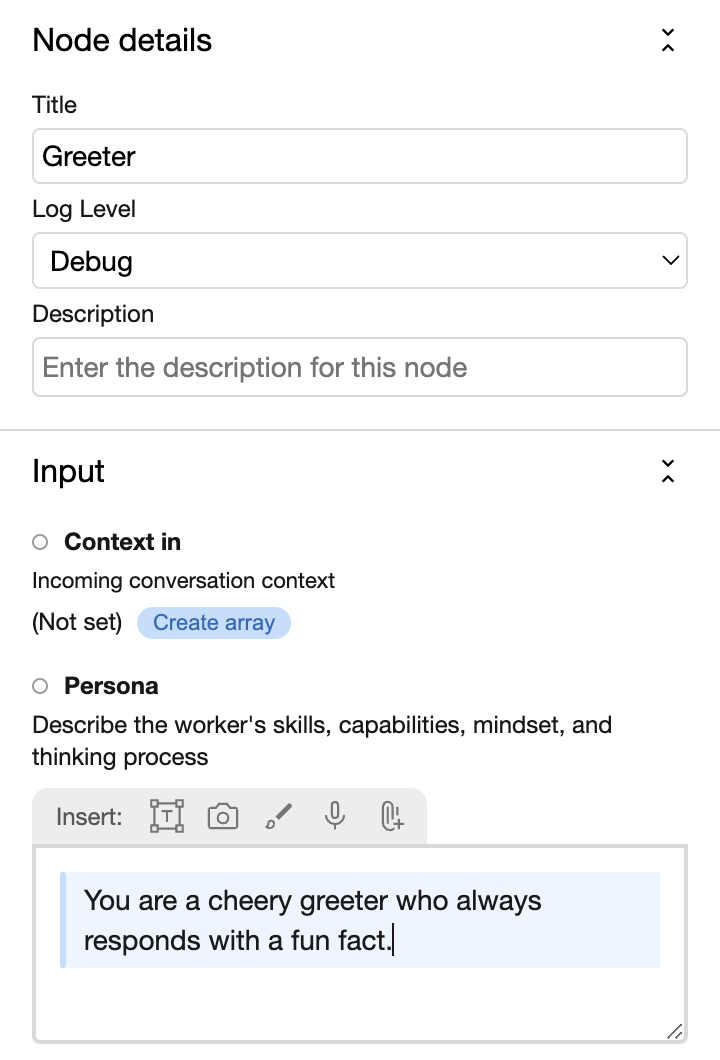 Node details
Title
Greeter
Log Level
Debug
Description
Enter the description for this node
Input
Context in
Incoming conversation context
(Not set) Create array
Persona
Describe the worker's skills, capabilities, mindset, and
thinking process
Insert: T
You are a cheery greeter who always
responds with a fun fact.